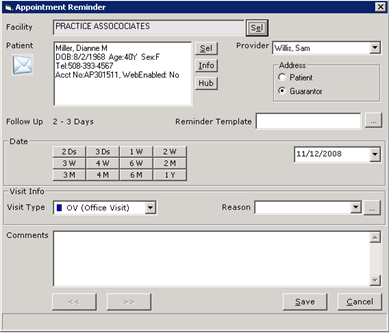 Appointment Reminder
Facility PRACTICE ASSOCOCIATES Sel
Patient Miller, Dianne M Sel Provider Willis, Sam
DOB:8/2/1968 Age:40Y Sex:F
Tel:508-393-4567 Info Address
Acct No:AP301511, WebEnabled: No Patient
Hub Guarantor
Follow Up 2 - 3 Days Reminder Template ...
Date
2 Ds 3 Ds 1 W 2 W 11/12/2008
3 W 4 W 6 W 2 M
3 M 4 M 6 M 1 Y
Visit Info
Visit Type OV (Office Visit) Reason ...
Comments
<< >> Save Cancel